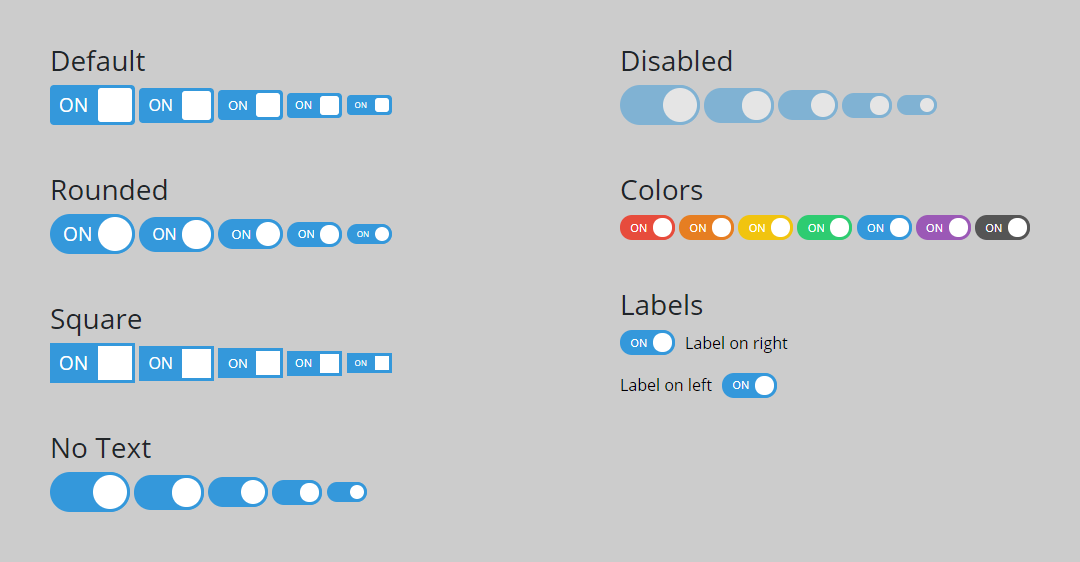 Default
ON ON ON ON ON
Rounded
ON ON ON ON ON
Square
ON ON ON ON ON
No Text
Disabled
Colors
ON ON ON ON ON ON ON
Labels
ON Label on right
Label on left ON